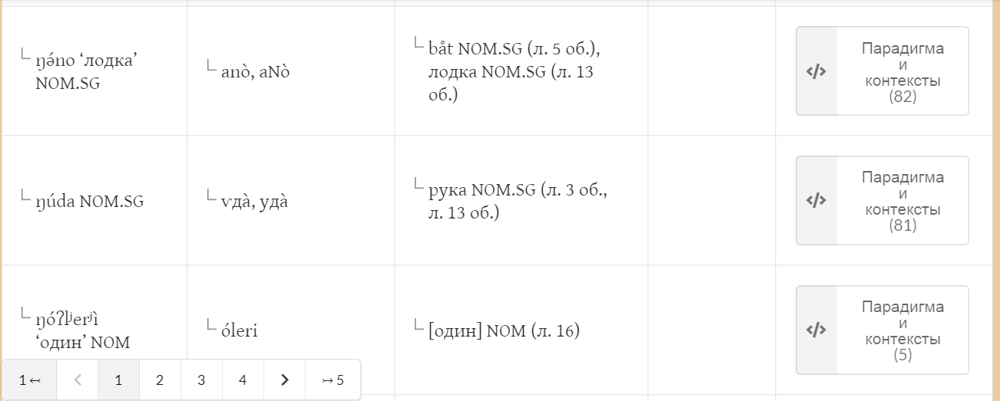 ŋə́no ‘лодка’
NOM.SG
anò, aNò
båt NOM.SG (л. 5 об.),
лодка NOM.SG (л. 13
об.)
Парадигма
и
контексты
(82)
ŋúda NOM.SG
ѵдà, удà
рука NOM.SG (л. 3 об.,
л. 13 об.)
Парадигма
и
контексты
(81)
ŋóʔlʲerʲì
‘один’ NOM
óleri
[один] NOM (л. 16)
Парадигма
и
контексты
(5)
1 ↢ 1 2 3 4 ↣ 5